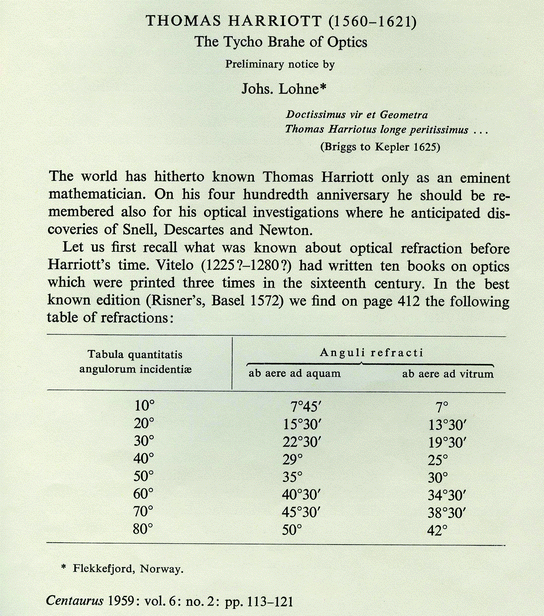 THOMAS HARRIOTT (1560–1621)
The Tycho Brahe of Optics
Preliminary notice by
Johs. Lohne*
Doctissimus vir et Geometra
Thomas Harriotus longe peritissimus ...
(Briggs to Kepler 1625)
The world has hitherto known Thomas Harriott only as an eminent
mathematician. On his four hundredth anniversary he should be re-
membered also for his optical investigations where he anticipated dis-
coveries of Snell, Descartes and Newton.
Let us first recall what was known about optical refraction before
Harriott's time. Vitelo (1225?–1280?) had written ten books on optics
which were printed three times in the sixteenth century. In the best
known edition (Risner's, Basel 1572) we find on page 412 the following
table of refractions:
Tabula quantitatis
angulorum incidentiæ
Anguli refracti
ab aere ad aquam ab aere ad vitrum
10° 7°45′ 7°
20° 15°30′ 13°30′
30° 22°30′ 19°30′
40° 29° 25°
50° 35° 30°
60° 40°30′ 34°30′
70° 45°30′ 38°30′
80° 50° 42°
* Flekkefjord, Norway.
Centaurus 1959: vol. 6: no. 2: pp. 113–121